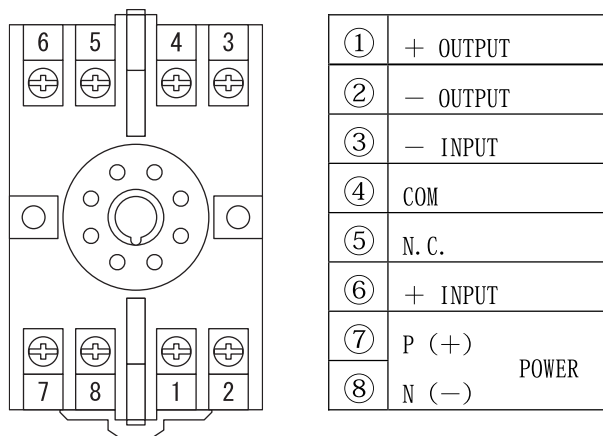 6 5 4 3
7 8 1 2
① + OUTPUT
② − OUTPUT
③ − INPUT
④ COM
⑤ N.C.
⑥ + INPUT
⑦ P (+)
POWER
⑧ N (−)